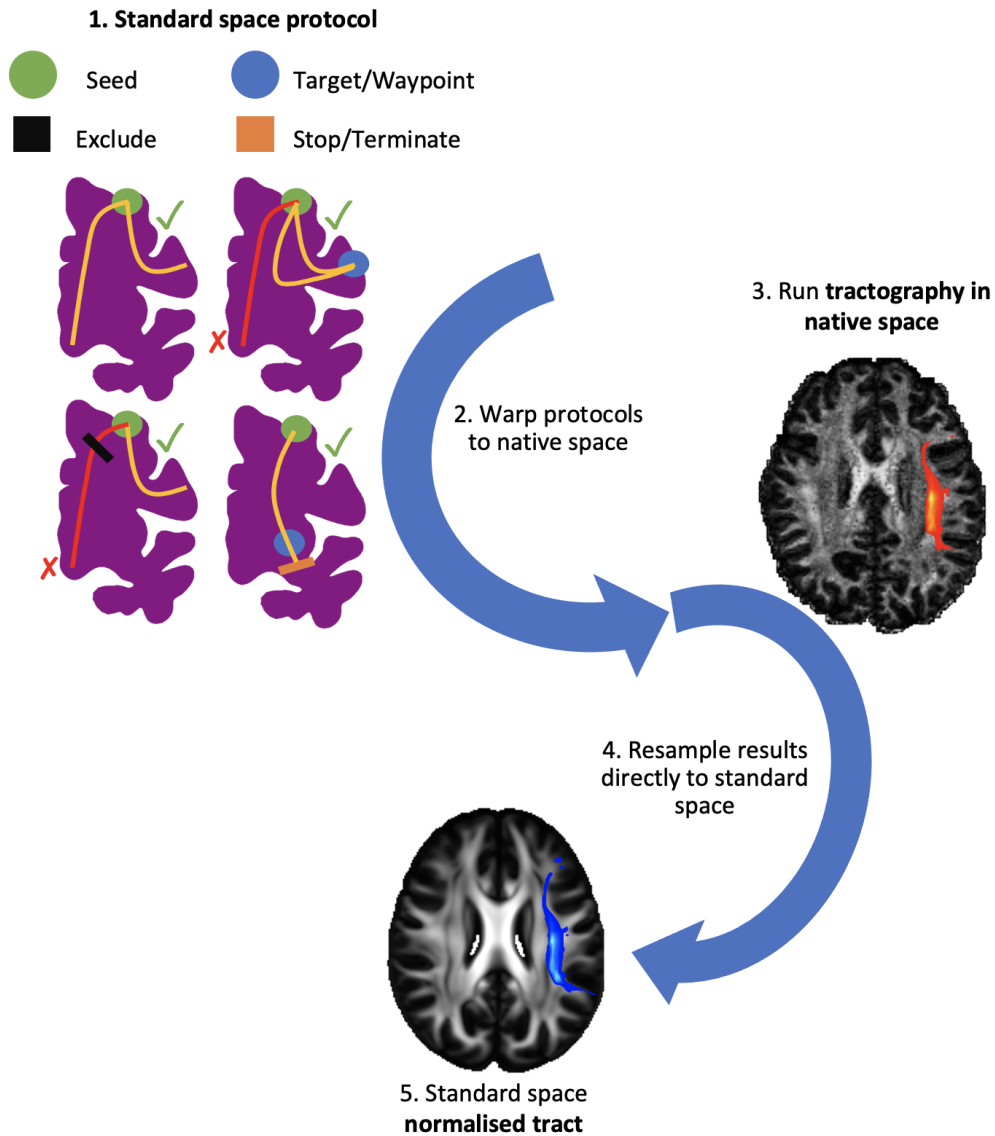 1. Standard space protocol
Seed
Target/Waypoint
Exclude
Stop/Terminate
2. Warp protocols
to native space
3. Run tractography in
native space
4. Resample results
directly to standard
space
5. Standard space
normalised tract